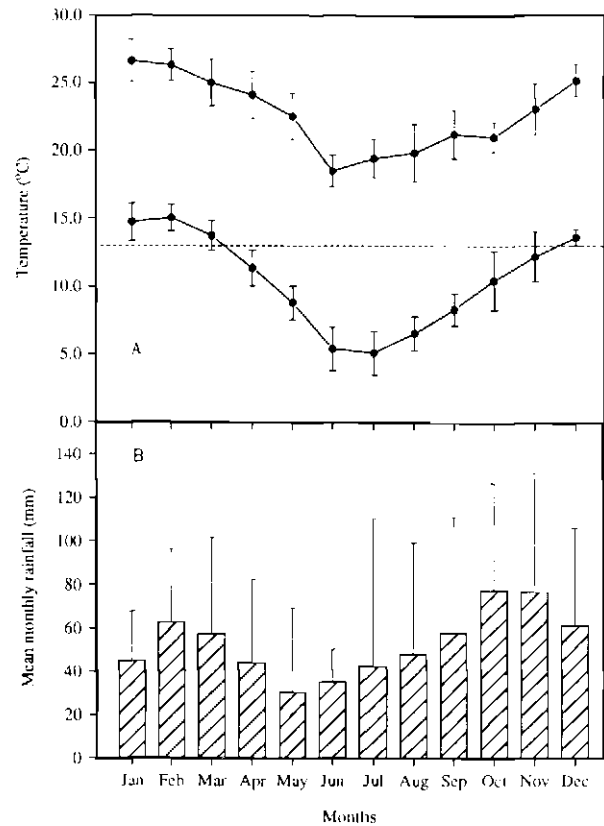 30.0
25.0
20.0
15.0
10.0
5.0
0.0
Temperature (°C)
A
B
140
120
100
80
60
40
20
0
Mean monthly rainfall (mm)
Jan Feb Mar Apr May Jun Jul Aug Sep Oct Nov Dec
Months